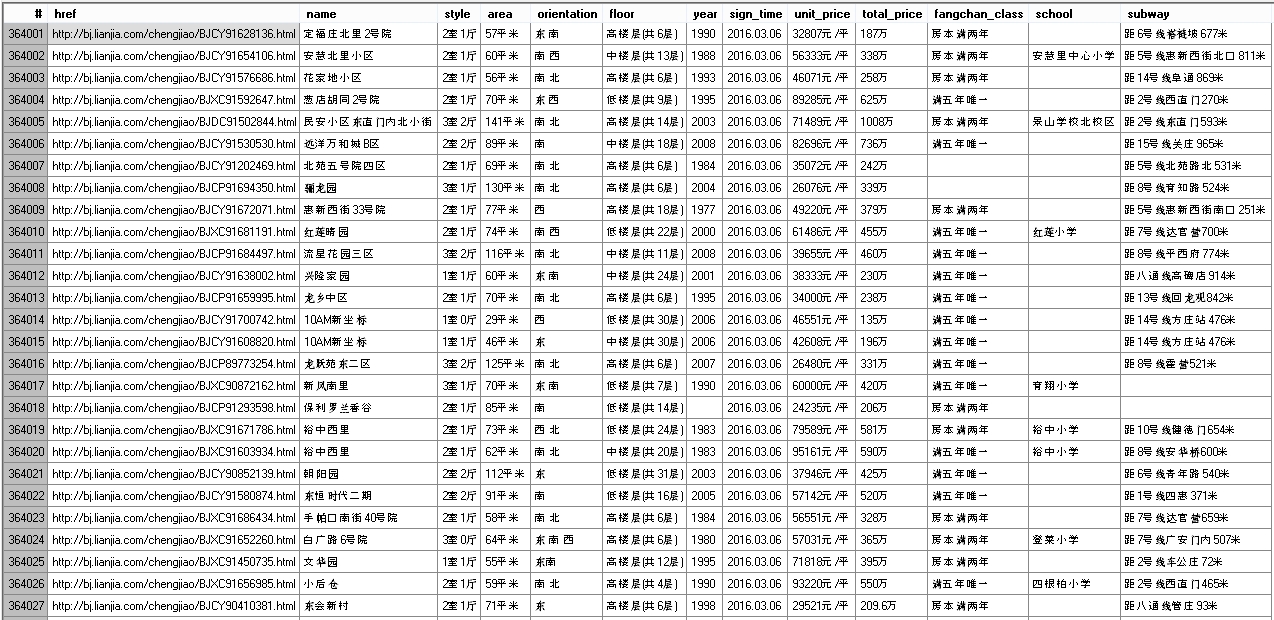 # href name style area orientation floor year sign_time unit_price total_price fangchan_class school subway
364001 http://bj.lianjia.com/chengjiao/BJCY91628136.html 定福庄北里2号院 2室1厅 57平米 东南 高楼层(共6层) 1990 2016.03.06 32807元/平 187万 房本满两年 距6号线褡裢坡677米
364002 http://bj.lianjia.com/chengjiao/BJCY91654106.html 安慧北里小区 2室1厅 60平米 南西 中楼层(共13层) 1988 2016.03.06 56333元/平 338万 房本满两年 安慧里中心小学 距5号线惠新西街北口811米
364003 http://bj.lianjia.com/chengjiao/BJCY91576686.html 花家地小区 2室1厅 56平米 南北 高楼层(共6层) 1993 2016.03.06 46071元/平 258万 房本满两年 距14号线阜通869米
364004 http://bj.lianjia.com/chengjiao/BJXC91592647.html 葱店胡同2号院 2室1厅 70平米 东西 低楼层(共9层) 1995 2016.03.06 89285元/平 625万 满五年唯一 距2号线西直门270米
364005 http://bj.lianjia.com/chengjiao/BJDC91502844.html 民安小区东直门内北小街 3室2厅 141平米 南北 高楼层(共14层) 2003 2016.03.06 71489元/平 1008万 房本满两年 景山学校北校区 距2号线东直门593米
364006 http://bj.lianjia.com/chengjiao/BJCY91530530.html 远洋万和城B区 2室2厅 89平米 南 中楼层(共18层) 2008 2016.03.06 82696元/平 736万 满五年唯一 距15号线关庄965米
364007 http://bj.lianjia.com/chengjiao/BJCY91202469.html 北苑五号院四区 2室1厅 69平米 南北 高楼层(共6层) 1984 2016.03.06 35072元/平 242万 距5号线北苑路北531米
364008 http://bj.lianjia.com/chengjiao/BJCP91694350.html 骊龙园 3室1厅 130平米 南北 高楼层(共6层) 2004 2016.03.06 26076元/平 339万 距8号线育知路524米
364009 http://bj.lianjia.com/chengjiao/BJCY91672071.html 惠新西街33号院 2室1厅 77平米 西 高楼层(共18层) 1977 2016.03.06 49220元/平 379万 房本满两年 距5号线惠新西街南口251米
364010 http://bj.lianjia.com/chengjiao/BJXC91681191.html 红莲晴园 2室1厅 74平米 南西 低楼层(共22层) 2000 2016.03.06 61486元/平 455万 满五年唯一 红莲小学 距7号线达官营700米
364011 http://bj.lianjia.com/chengjiao/BJCP91684497.html 流星花园三区 3室2厅 116平米 南北 中楼层(共11层) 2008 2016.03.06 39655元/平 460万 满五年唯一 距8号线平西府774米
364012 http://bj.lianjia.com/chengjiao/BJCY91638002.html 兴隆家园 1室1厅 60平米 东南 中楼层(共24层) 2001 2016.03.06 38333元/平 230万 满五年唯一 距八通线高碑店914米
364013 http://bj.lianjia.com/chengjiao/BJCP91659995.html 龙乡中区 2室1厅 70平米 南北 中楼层(共6层) 1995 2016.03.06 34000元/平 238万 满五年唯一 距13号线回龙观842米
364014 http://bj.lianjia.com/chengjiao/BJCY91700742.html 10AM新坐标 1室0厅 29平米 西 低楼层(共30层) 2006 2016.03.06 46551元/平 135万 满五年唯一 距14号线方庄站476米
364015 http://bj.lianjia.com/chengjiao/BJCY91608820.html 10AM新坐标 1室1厅 46平米 东 中楼层(共30层) 2006 2016.03.06 42608元/平 196万 满五年唯一 距14号线方庄站476米
364016 http://bj.lianjia.com/chengjiao/BJCP89773254.html 龙跃苑东二区 3室2厅 125平米 南北 高楼层(共6层) 2007 2016.03.06 26480元/平 331万 满五年唯一 距8号线霍营521米
364017 http://bj.lianjia.com/chengjiao/BJXC90872162.html 新风南里 3室1厅 70平米 东南 低楼层(共7层) 1990 2016.03.06 60000元/平 420万 满五年唯一 育翔小学
364018 http://bj.lianjia.com/chengjiao/BJCP91293598.html 保利罗兰香谷 2室1厅 85平米 南 低楼层(共14层) 2016.03.06 24235元/平 206万 房本满两年
364019 http://bj.lianjia.com/chengjiao/BJXC91671786.html 裕中西里 2室1厅 73平米 西北 低楼层(共24层) 1983 2016.03.06 79589元/平 581万 房本满两年 裕中小学 距10号线健德门654米
364020 http://bj.lianjia.com/chengjiao/BJXC91603934.html 裕中西里 2室1厅 62平米 南北 中楼层(共20层) 1983 2016.03.06 95161元/平 590万 房本满两年 裕中小学 距8号线安华桥600米
364021 http://bj.lianjia.com/chengjiao/BJCY90852139.html 朝阳园 2室2厅 112平米 东 低楼层(共31层) 2003 2016.03.06 37946元/平 425万 满五年唯一 距6号线青年路540米
364022 http://bj.lianjia.com/chengjiao/BJCY91580874.html 东恒时代二期 2室2厅 91平米 南 低楼层(共16层) 2005 2016.03.06 57142元/平 520万 满五年唯一 距1号线四惠371米
364023 http://bj.lianjia.com/chengjiao/BJXC91686434.html 手帕口南街40号院 2室1厅 58平米 南北 高楼层(共6层) 1984 2016.03.06 56551元/平 328万 房本满两年 距7号线达官营659米
364024 http://bj.lianjia.com/chengjiao/BJXC91652260.html 白广路6号院 3室0厅 64平米 东南西 高楼层(共6层) 1980 2016.03.06 57031元/平 365万 房本满两年 登莱小学 距7号线广安门内507米
364025 http://bj.lianjia.com/chengjiao/BJXC91450735.html 文华园 1室1厅 55平米 东南 高楼层(共12层) 1995 2016.03.06 71818元/平 395万 房本满两年 距2号线车公庄72米
364026 http://bj.lianjia.com/chengjiao/BJXC91656985.html 小后仓 2室1厅 59平米 南北 高楼层(共4层) 1990 2016.03.06 93220元/平 550万 满五年唯一 四根柏小学 距2号线西直门465米
364027 http://bj.lianjia.com/chengjiao/BJCY90410381.html 东会新村 2室1厅 71平米 东 高楼层(共6层) 1998 2016.03.06 29521元/平 209.6万 房本满两年 距八通线管庄93米